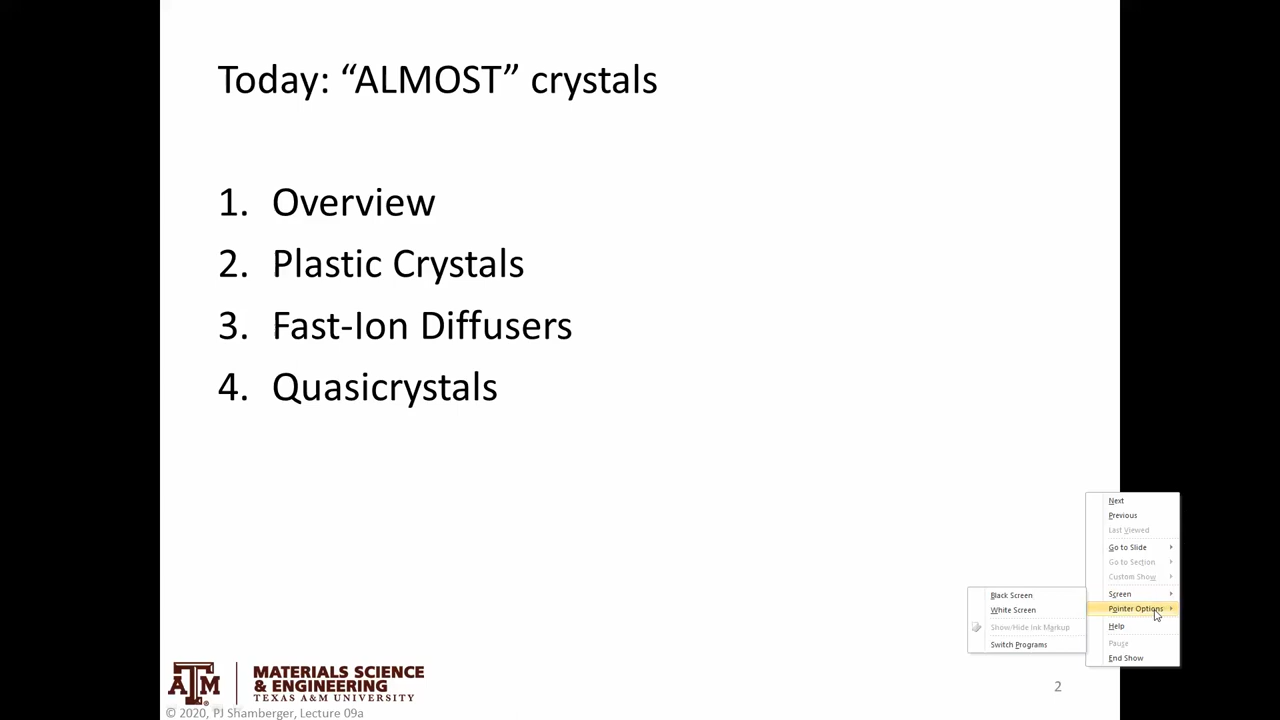 Today: “ALMOST” crystals
1. Overview
2. Plastic Crystals
3. Fast-Ion Diffusers
4. Quasicrystals
Next
Previous
Last Viewed
Go to Slide
Go to Section
Custom Show
Screen
Pointer Options
Help
Pause
End Show
Black Screen
White Screen
Show/Hide Ink Markup
Switch Programs
ATM
MATERIALS SCIENCE
& ENGINEERING
TEXAS A&M UNIVERSITY
2
© 2020, PJ Shamberger, Lecture 09a